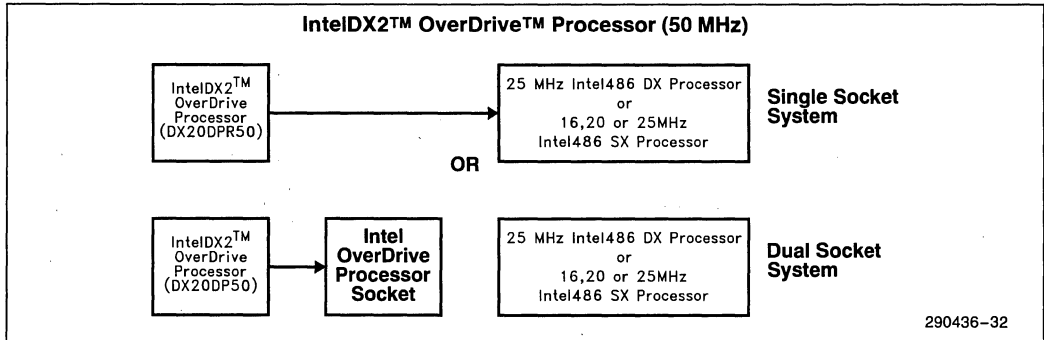 IntelDX2™ OverDrive™ Processor (50 MHz)
IntelDX2™
OverDrive
Processor
(DX2ODPR50)
25 MHz Intel486 DX Processor
or
16,20 or 25MHz
Intel486 SX Processor
Single Socket
System
OR
IntelDX2™
OverDrive
Processor
(DX2ODP50)
Intel
OverDrive
Processor
Socket
25 MHz Intel486 DX Processor
or
16,20 or 25MHz
Intel486 SX Processor
Dual Socket
System
290436–32